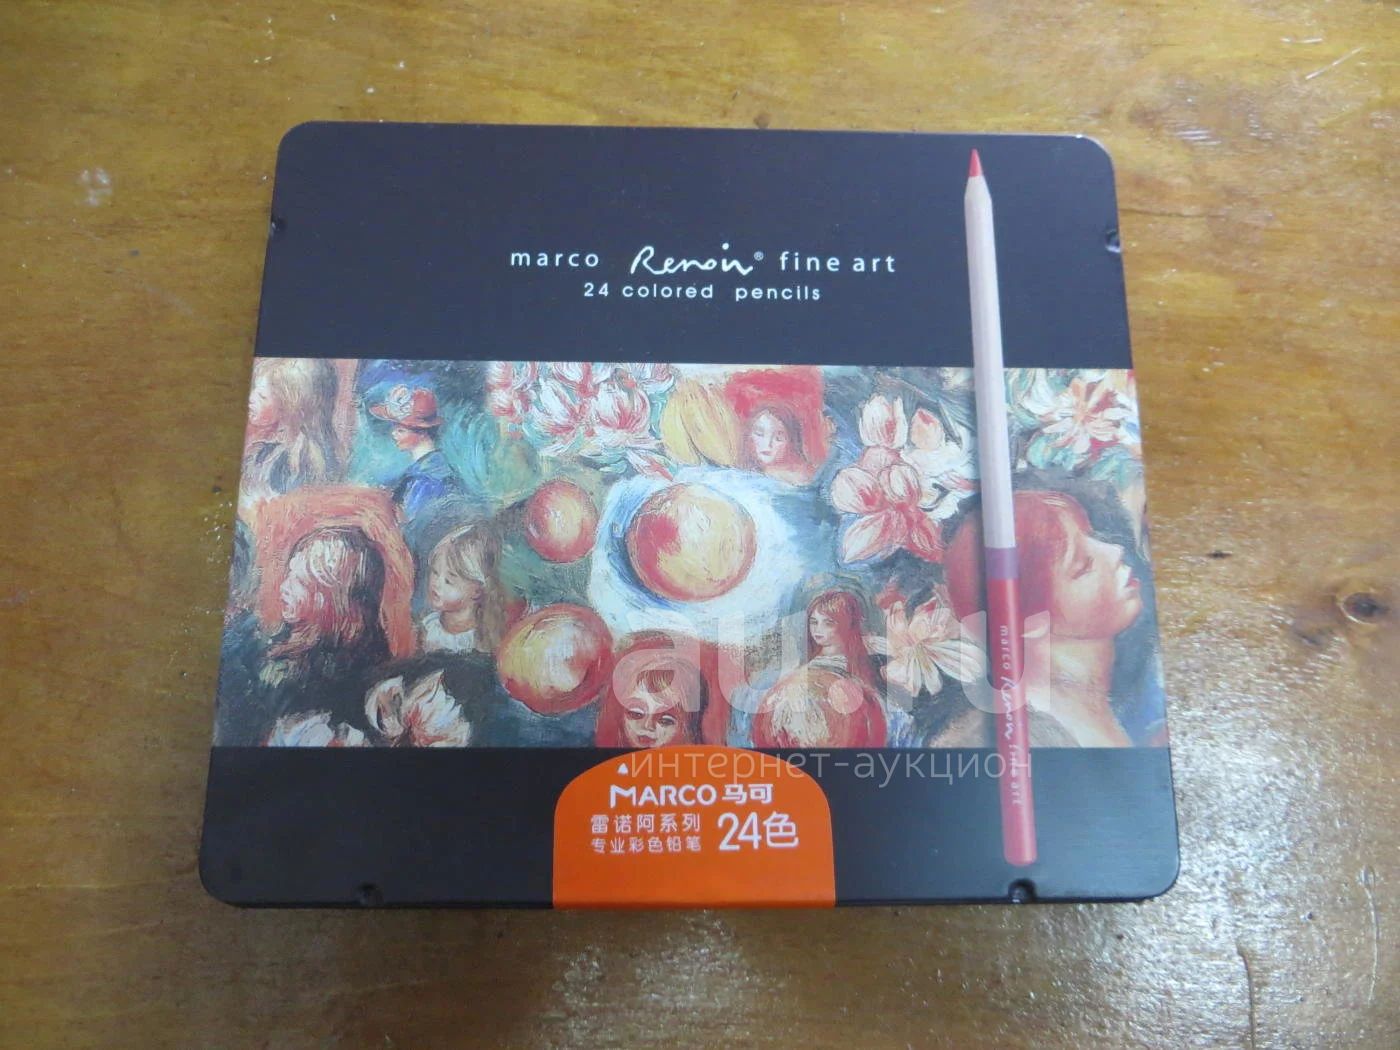 marco Renoir® fine art
24 colored pencils
marco Renoir fine art
au.ru
интернет-аукцион
MARCO 马可
雷诺阿系列
专业彩色铅笔
24色